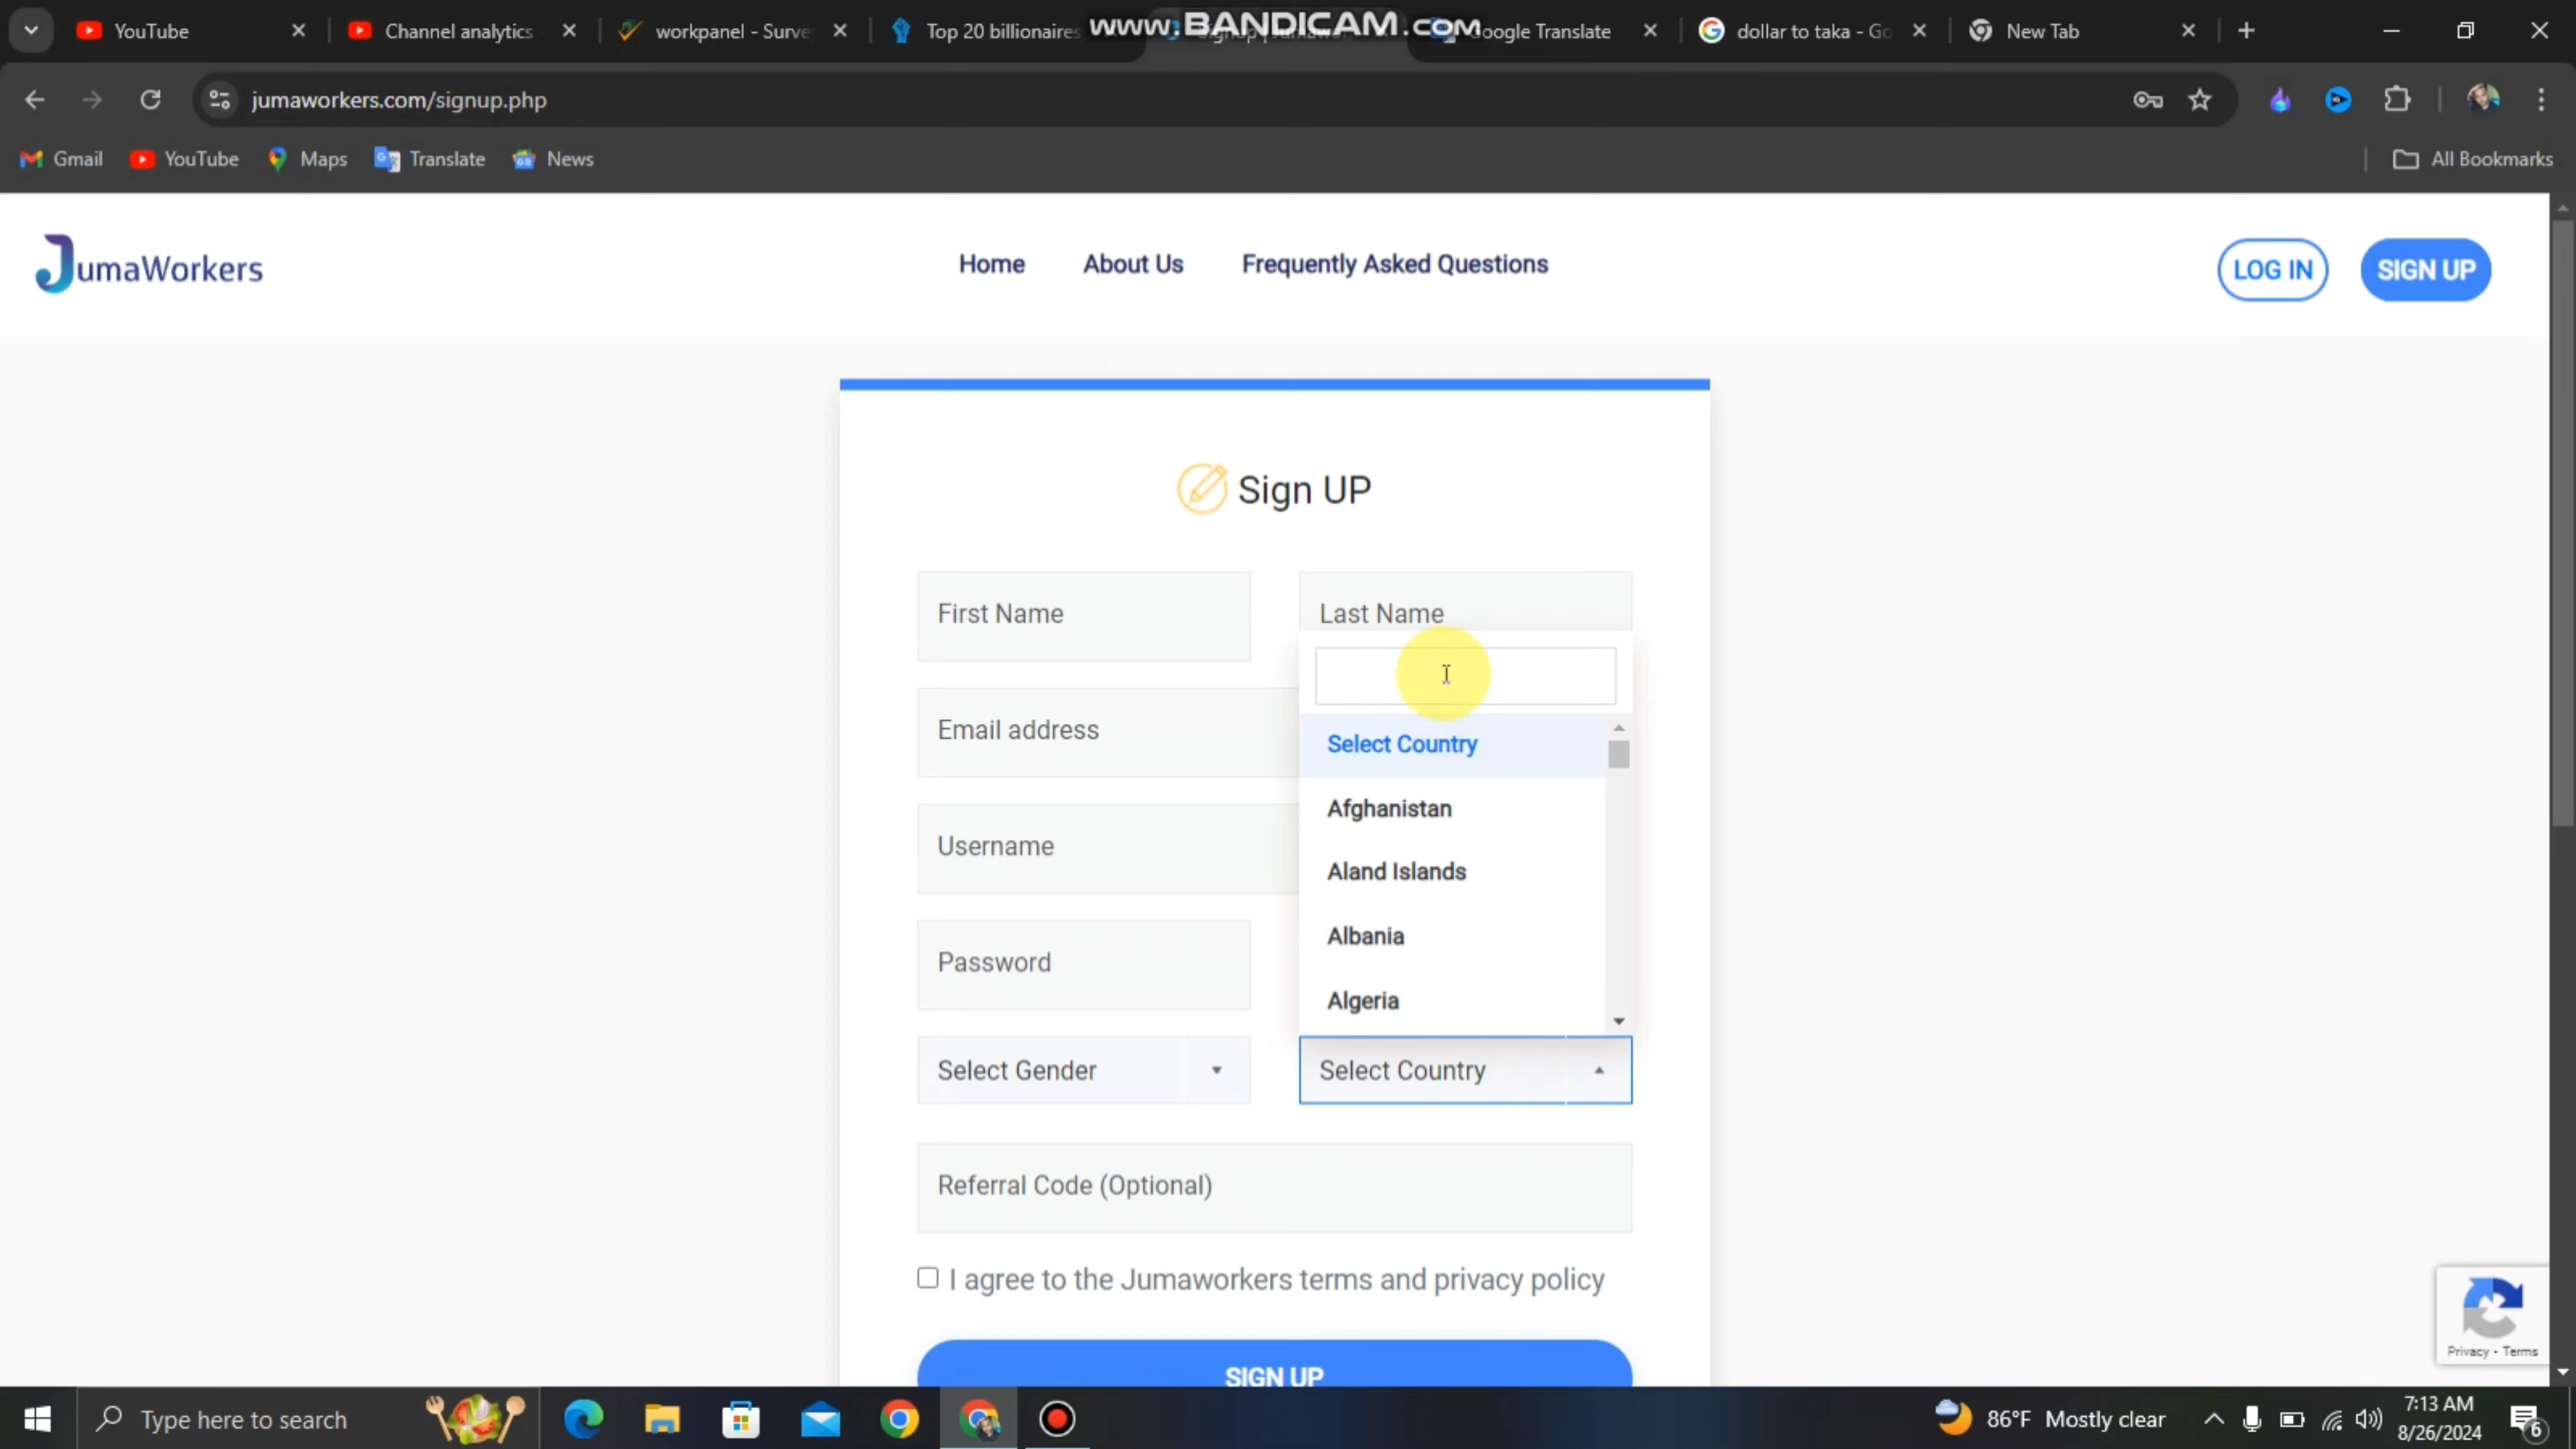 YouTube
Channel analytics
workpanel - Surve
Top 20 billionaires
www.BANDICAM.com
Google Translate
dollar to taka - Go
New Tab
jumaworkers.com/signup.php
Gmail
YouTube
Maps
Translate
News
All Bookmarks
JumaWorkers
Home
About Us
Frequently Asked Questions
LOG IN
SIGN UP
Sign UP
First Name
Last Name
Email address
Select Country
Afghanistan
Username
Aland Islands
Albania
Password
Algeria
Select Gender
Select Country
Referral Code (Optional)
I agree to the Jumaworkers terms and privacy policy
SIGN UP
Privacy - Terms
Type here to search
86°F Mostly clear
7:13 AM
8/26/2024
6